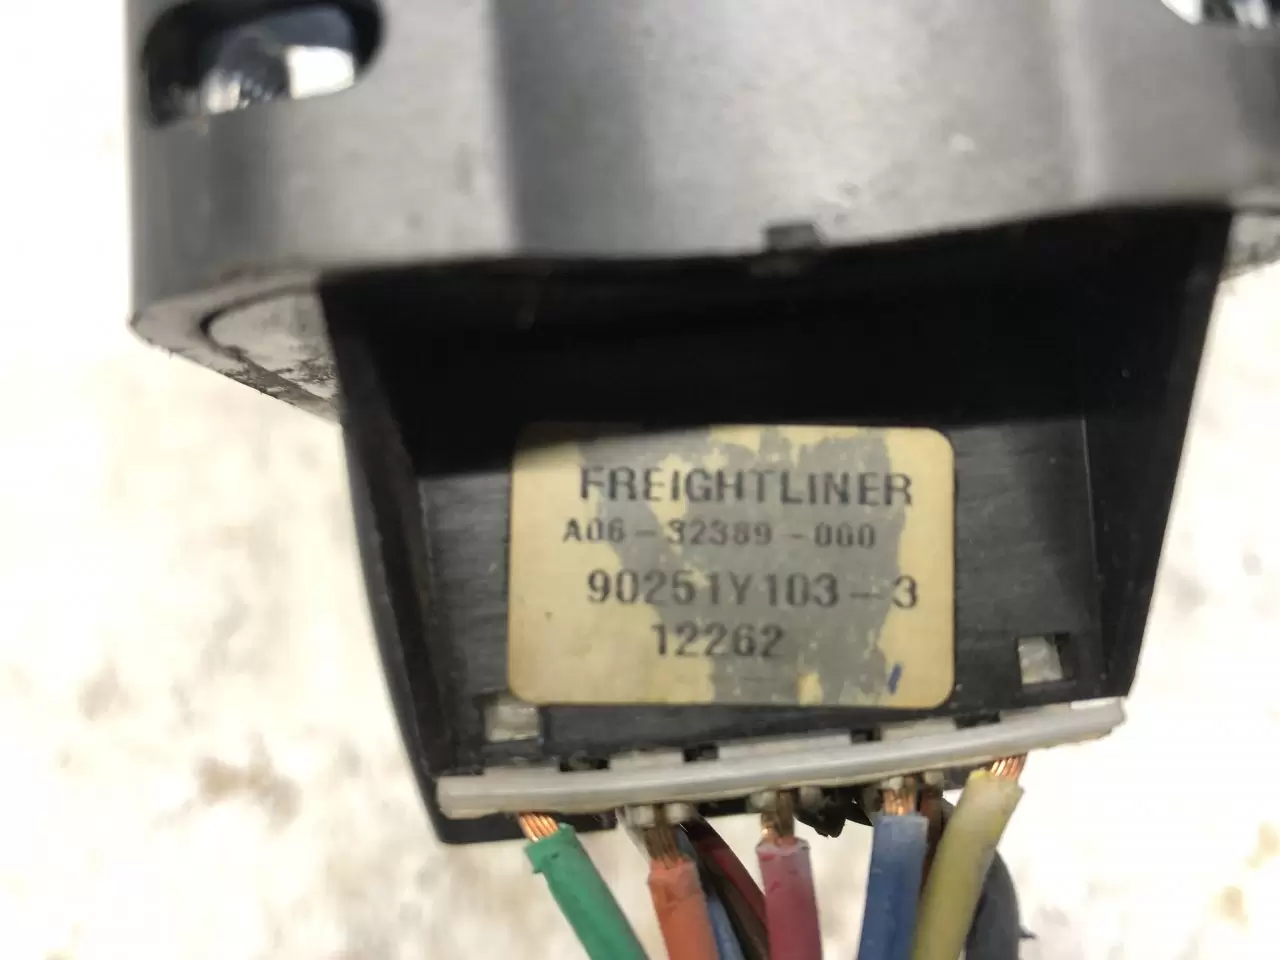 FREIGHTLINER
A06-32389-000
90251Y103-3
12262